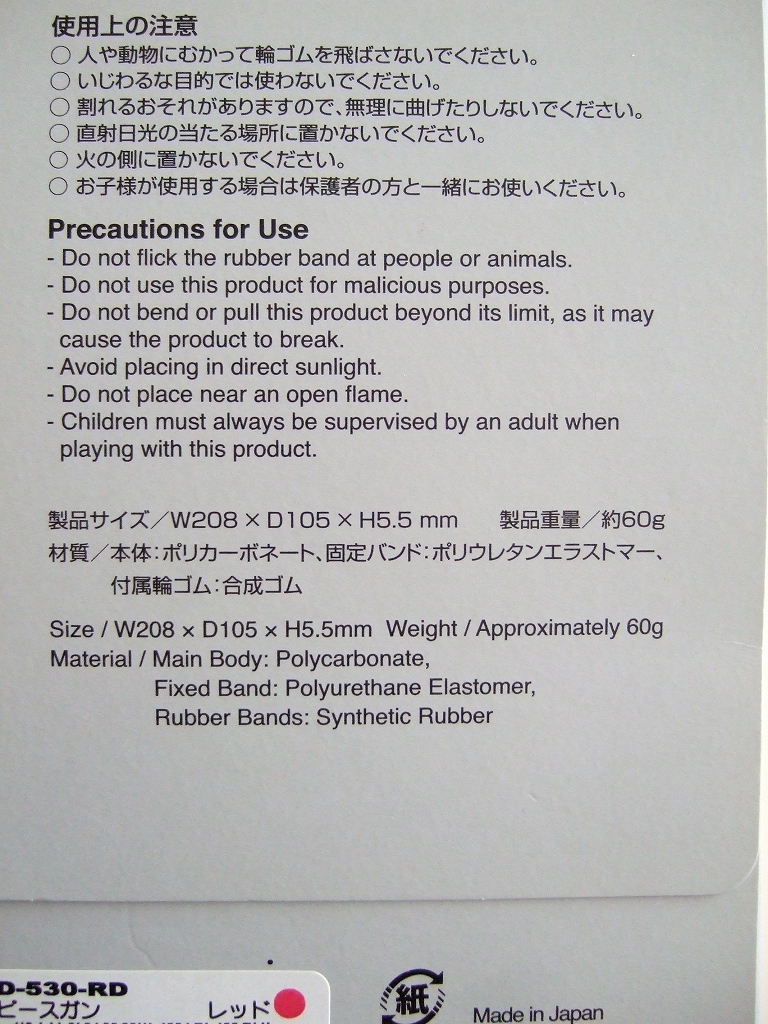 使用上の注意
○ 人や動物にむかって輪ゴムを飛ばさないでください。
○ いじわるな目的では使わないでください。
○ 割れるおそれがありますので、無理に曲げたりしないでください。
○ 直射日光の当たる場所に置かないでください。
○ 火の側に置かないでください。
○ お子様が使用する場合は保護者の方と一緒にお使いください。
Precautions for Use
- Do not flick the rubber band at people or animals.
- Do not use this product for malicious purposes.
- Do not bend or pull this product beyond its limit, as it may
cause the product to break.
- Avoid placing in direct sunlight.
- Do not place near an open flame.
- Children must always be supervised by an adult when
playing with this product.
製品サイズ／W208 × D105 × H5.5 mm 製品重量／約60g
材質／本体：ポリカーボネート、固定バンド：ポリウレタンエラストマー、
付属輪ゴム：合成ゴム
Size / W208 × D105 × H5.5mm Weight / Approximately 60g
Material / Main Body: Polycarbonate,
Fixed Band: Polyurethane Elastomer,
Rubber Bands: Synthetic Rubber
D-530-RD
ピースガン レッド
紙
Made in Japan